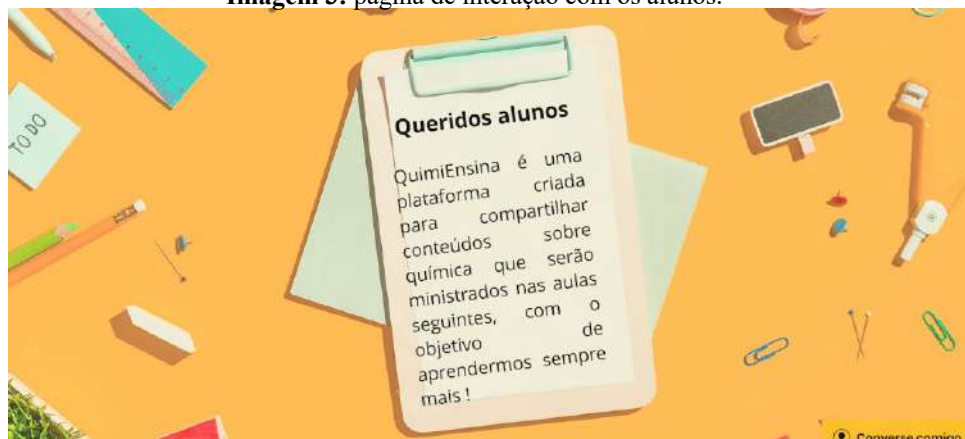 Imagem 3: página de interação com os alunos.
TO DO
Queridos alunos
QuimiEnsina é uma
plataforma criada
para compartilhar
conteúdos sobre
química que serão
ministrados nas aulas
seguintes, com o
objetivo de
aprendermos sempre
mais !
Converse comigo